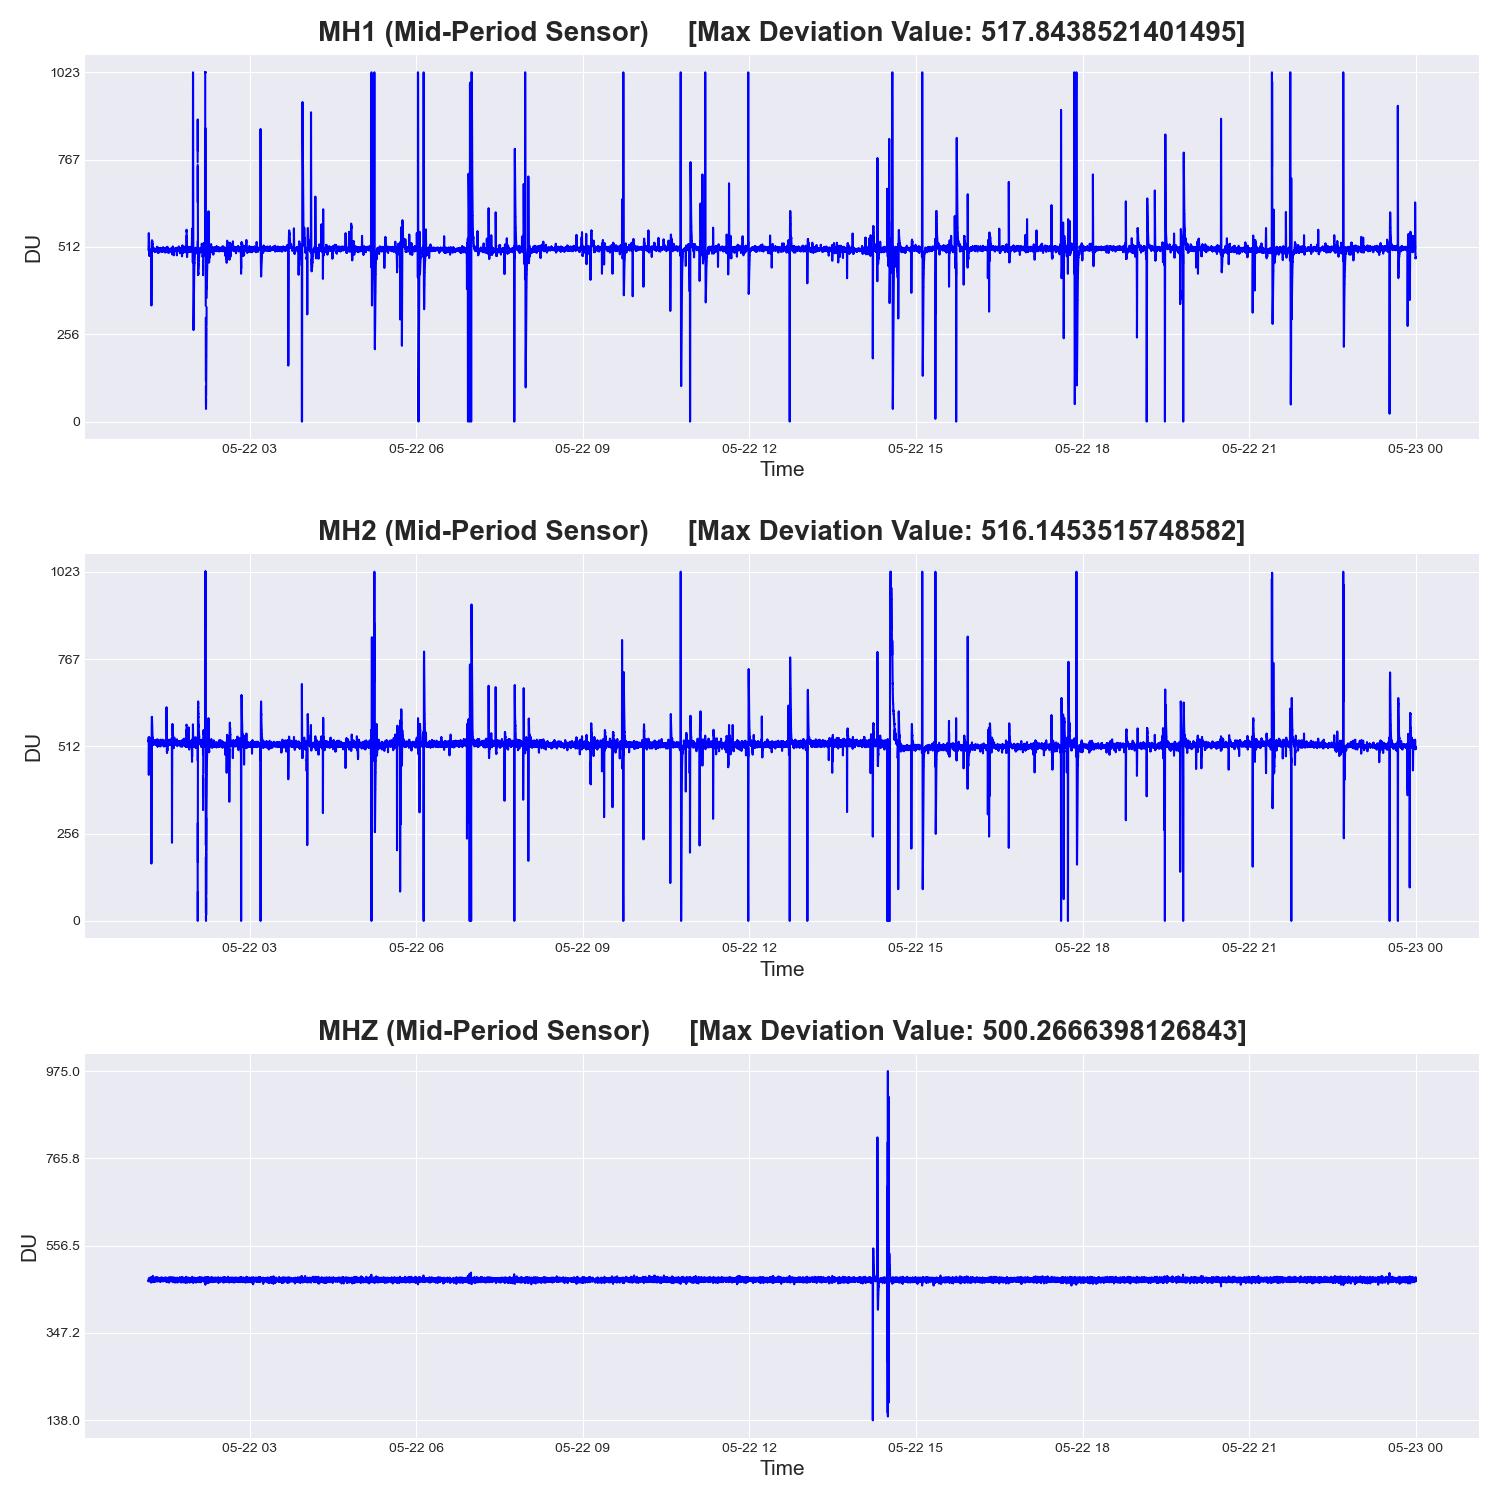 MH1 (Mid-Period Sensor) [Max Deviation Value: 517.8438521401495]
1023
767
512
256
0
DU
05-22 03 05-22 06 05-22 09 05-22 12 05-22 15 05-22 18 05-22 21 05-23 00
Time
MH2 (Mid-Period Sensor) [Max Deviation Value: 516.1453515748582]
1023
767
512
256
0
DU
05-22 03 05-22 06 05-22 09 05-22 12 05-22 15 05-22 18 05-22 21 05-23 00
Time
MHZ (Mid-Period Sensor) [Max Deviation Value: 500.2666398126843]
975.0
765.8
556.5
347.2
138.0
DU
05-22 03 05-22 06 05-22 09 05-22 12 05-22 15 05-22 18 05-22 21 05-23 00
Time